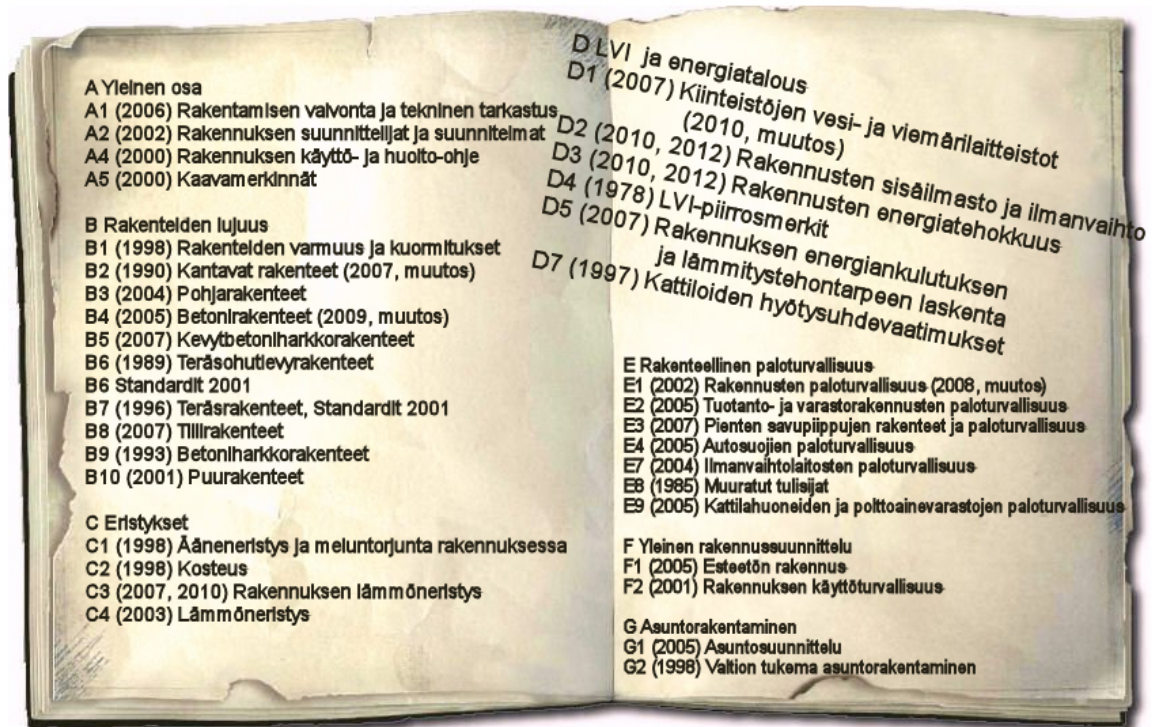 A Yleinen osa
A1 (2006) Rakentamisen valvonta ja tekninen tarkastus
A2 (2002) Rakennuksen suunnittelijat ja suunnitelmat
A4 (2000) Rakennuksen käyttö- ja huolto-ohje
A5 (2000) Kaavamerkinnät
B Rakenteiden lujuus
B1 (1998) Rakenteiden varmuus ja kuormitukset
B2 (1990) Kantavat rakenteet (2007, muutos)
B3 (2004) Pohjarakenteet
B4 (2005) Betonirakenteet (2009, muutos)
B5 (2007) Kevytbetoniharkkorakenteet
B6 (1989) Teräsohutlevyrakenteet
B6 Standardit 2001
B7 (1996) Teräsrakenteet, Standardit 2001
B8 (2007) Tiilirakenteet
B9 (1993) Betoniharkkorakenteet
B10 (2001) Puurakenteet
C Eristykset
C1 (1998) Ääneneristys ja meluntorjunta rakennuksessa
C2 (1998) Kosteus
C3 (2007, 2010) Rakennuksen lämmöneristys
C4 (2003) Lämmöneristys
D LVI ja energiatalous
D1 (2007) Kiinteistöjen vesi- ja viemärilaitteistot
(2010, muutos)
D2 (2010, 2012) Rakennusten sisäilmasto ja ilmanvaihto
D3 (2010, 2012) Rakennusten energiatehokkuus
D4 (1978) LVI-piirrosmerkit
D5 (2007) Rakennuksen energiankulutuksen
ja lämmitystehontarpeen laskenta
D7 (1997) Kattiloiden hyötysuhdevaatimukset
E Rakenteellinen paloturvallisuus
E1 (2002) Rakennusten paloturvallisuus (2008, muutos)
E2 (2005) Tuotanto- ja varastorakennusten paloturvallisuus
E3 (2007) Pienten savupiippujen rakenteet ja paloturvallisuus
E4 (2005) Autosuojien paloturvallisuus
E7 (2004) Ilmanvaihtolaitosten paloturvallisuus
E8 (1985) Muuratut tulisijat
E9 (2005) Kattilahuoneiden ja polttoainevarastojen paloturvallisuus
F Yleinen rakennussuunnittelu
F1 (2005) Esteetön rakennus
F2 (2001) Rakennuksen käyttöturvallisuus
G Asuntorakentaminen
G1 (2005) Asuntosuunnittelu
G2 (1998) Valtion tukema asuntorakentaminen